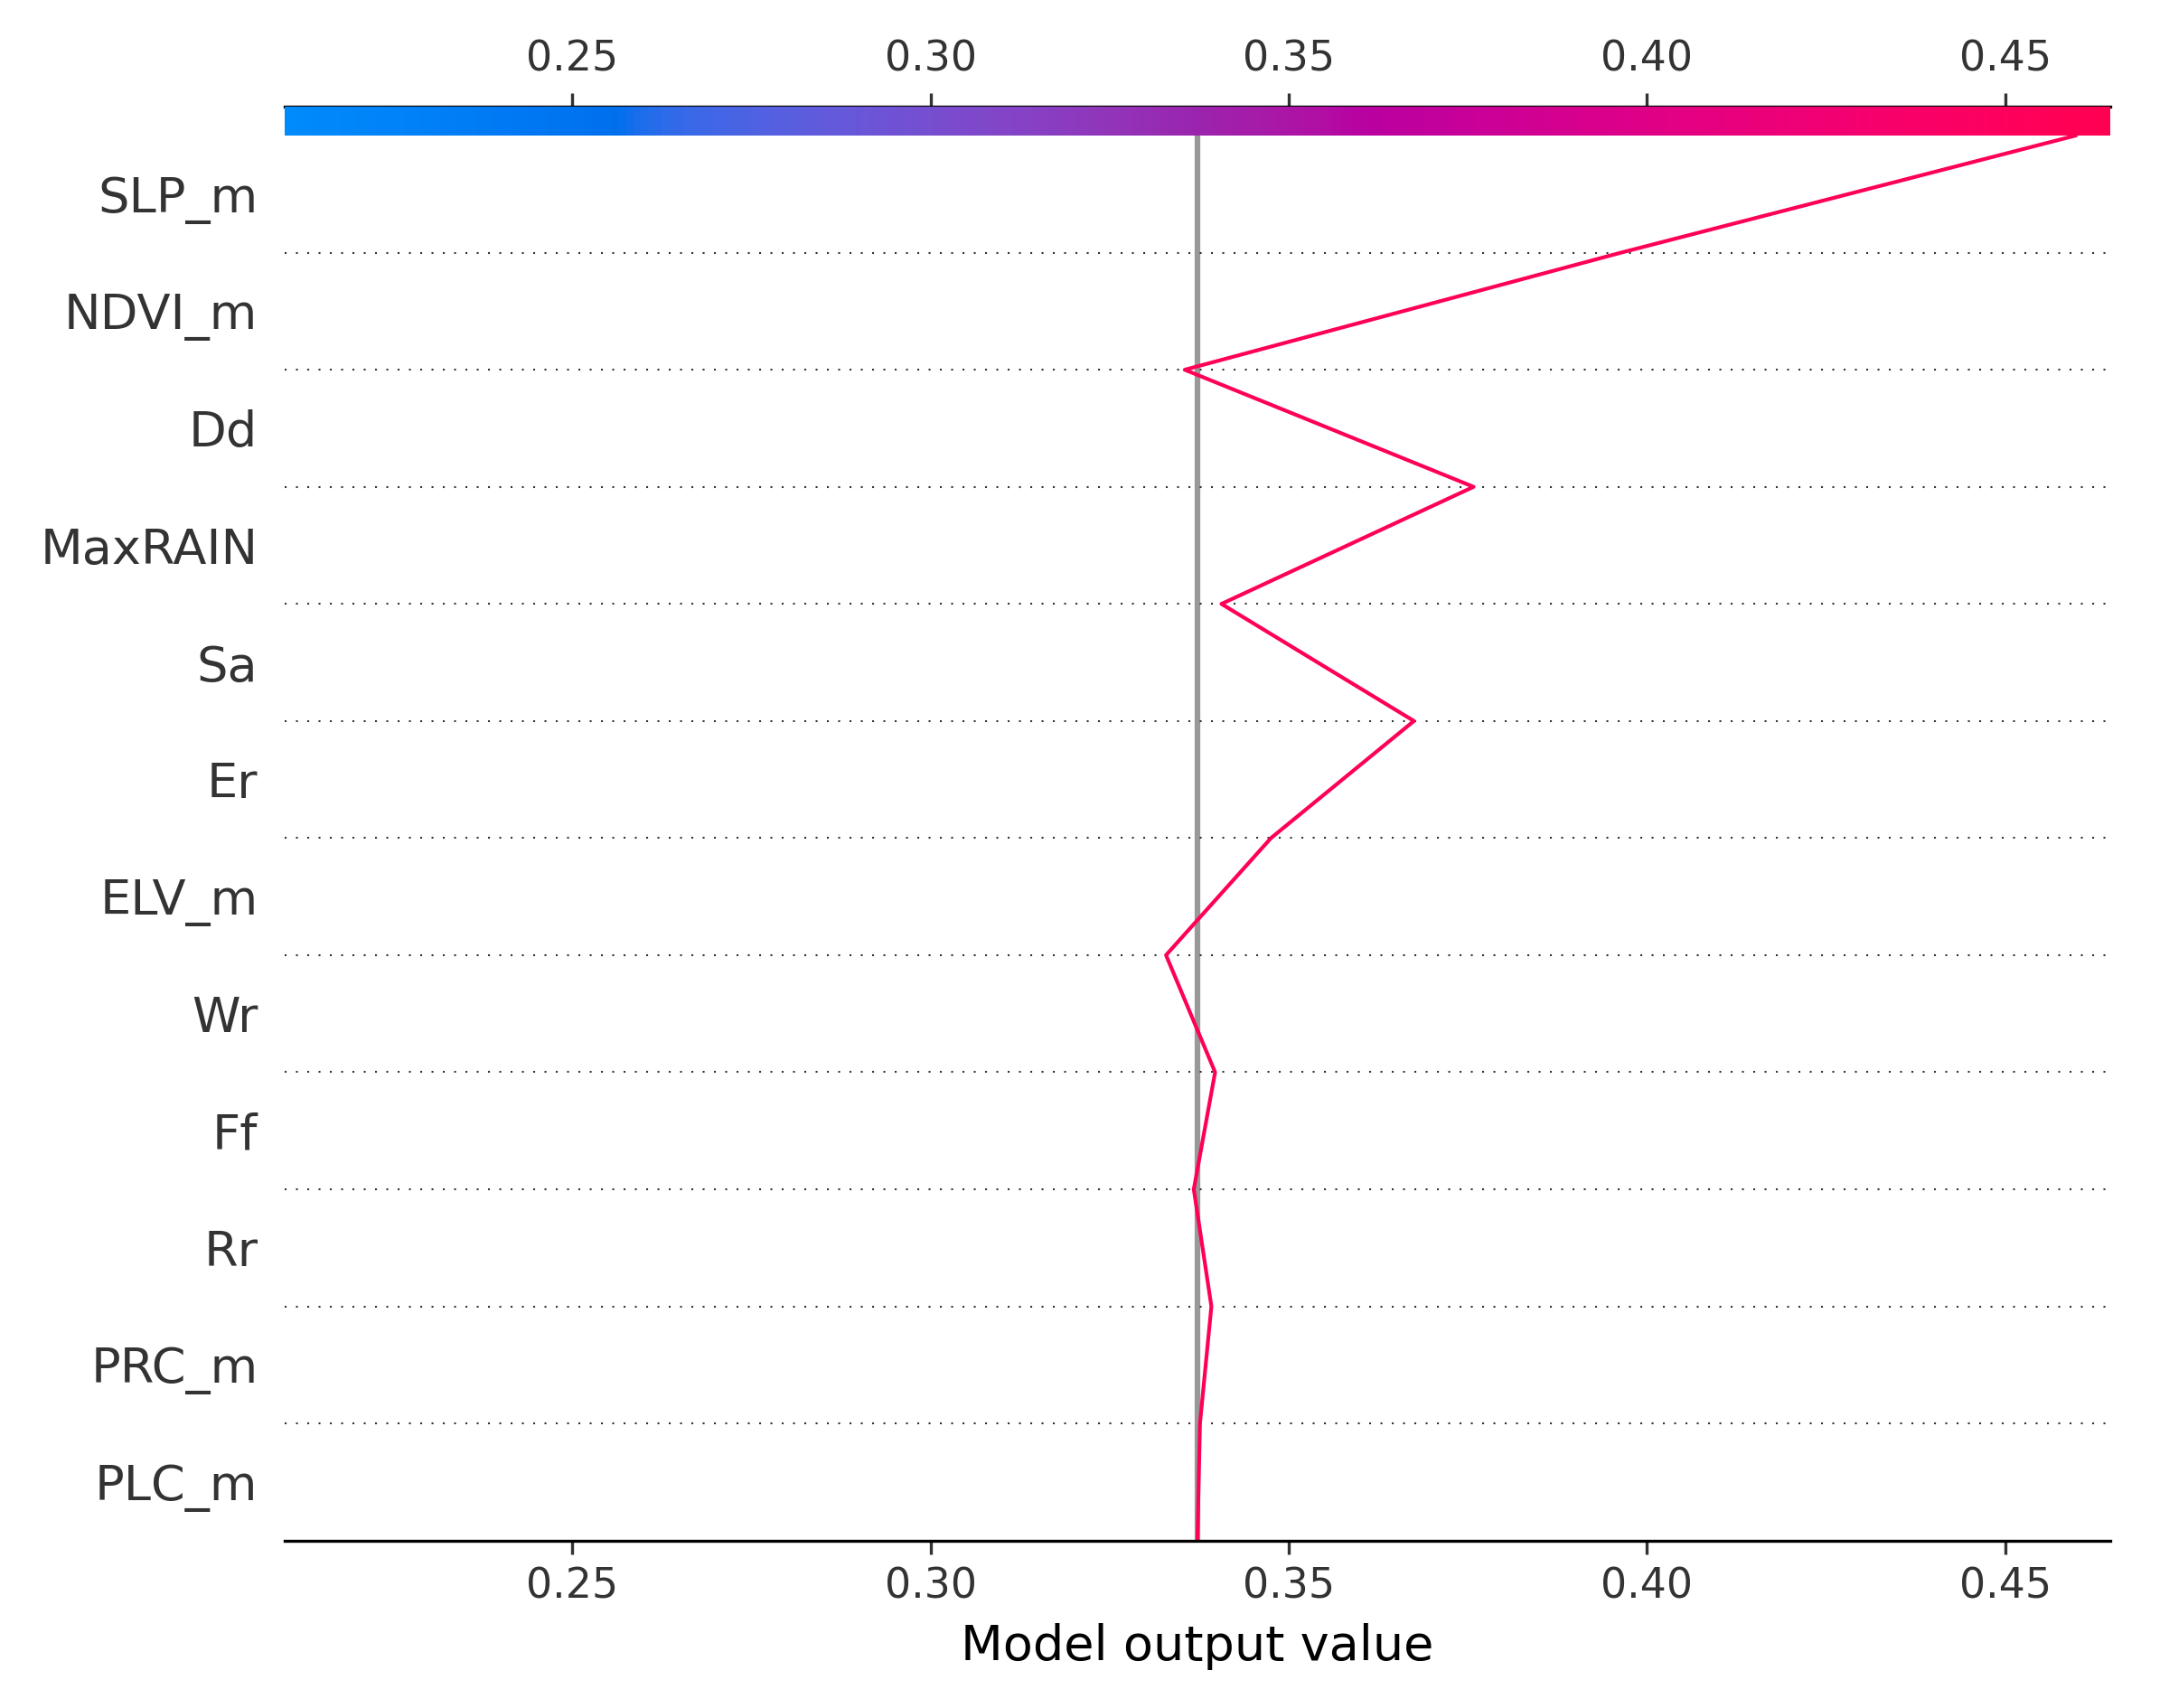 0.25 0.30 0.35 0.40 0.45
SLP_m
NDVI_m
Dd
MaxRAIN
Sa
Er
ELV_m
Wr
Ff
Rr
PRC_m
PLC_m
0.25 0.30 0.35 0.40 0.45
Model output value